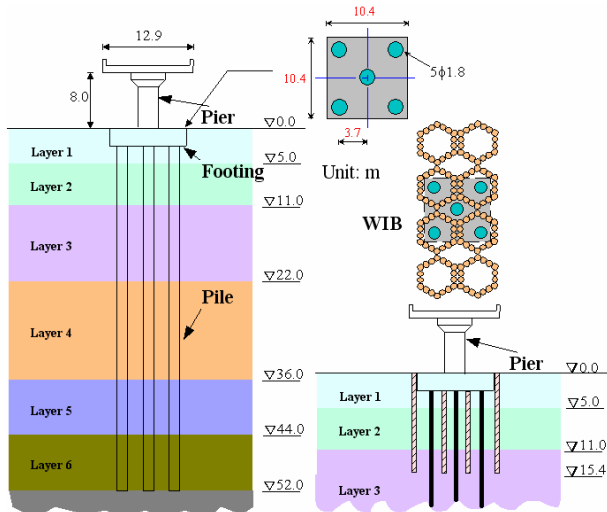 12.9
8.0
Pier
Footing
Layer 1
Layer 2
Layer 3
Layer 4
Layer 5
Layer 6
Pile
▽0.0
▽5.0
▽11.0
▽22.0
▽36.0
▽44.0
▽52.0
10.4
10.4
5ϕ1.8
3.7
Unit: m
WIB
Pier
Layer 1
Layer 2
Layer 3
▽0.0
▽5.0
▽11.0
▽15.4